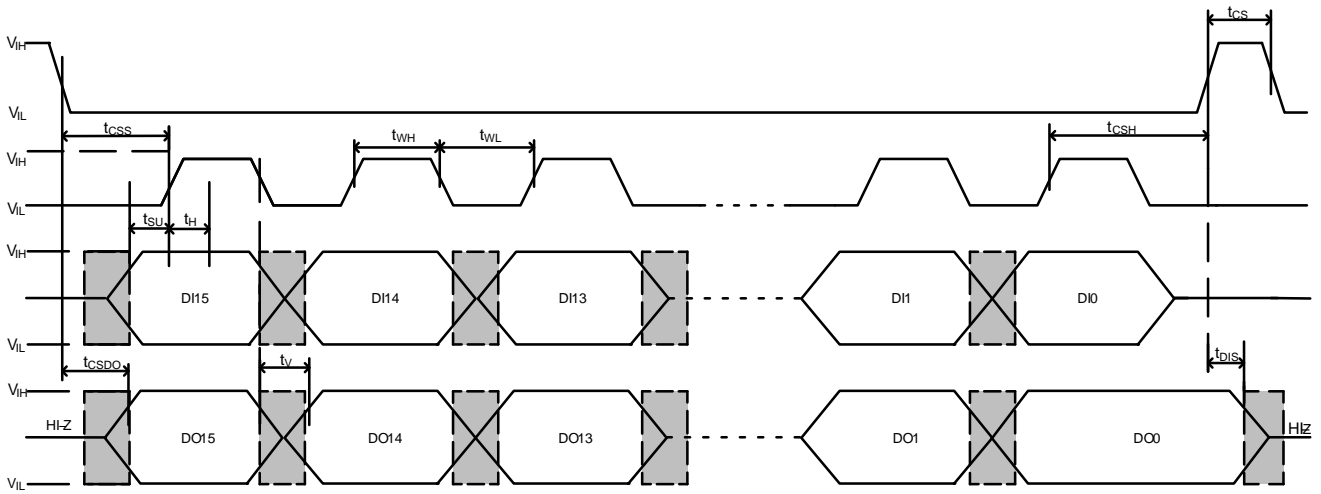 tCS
VIH
VIL
tCSS
tWH
tWL
tCSH
VIH
VIL
tSU
tH
VIH
DI15
DI14
DI13
DI1
DI0
VIL
tCSDO
tV
tDIS
VIH
HI-Z
DO15
DO14
DO13
DO1
DO0
HIZ
VIL